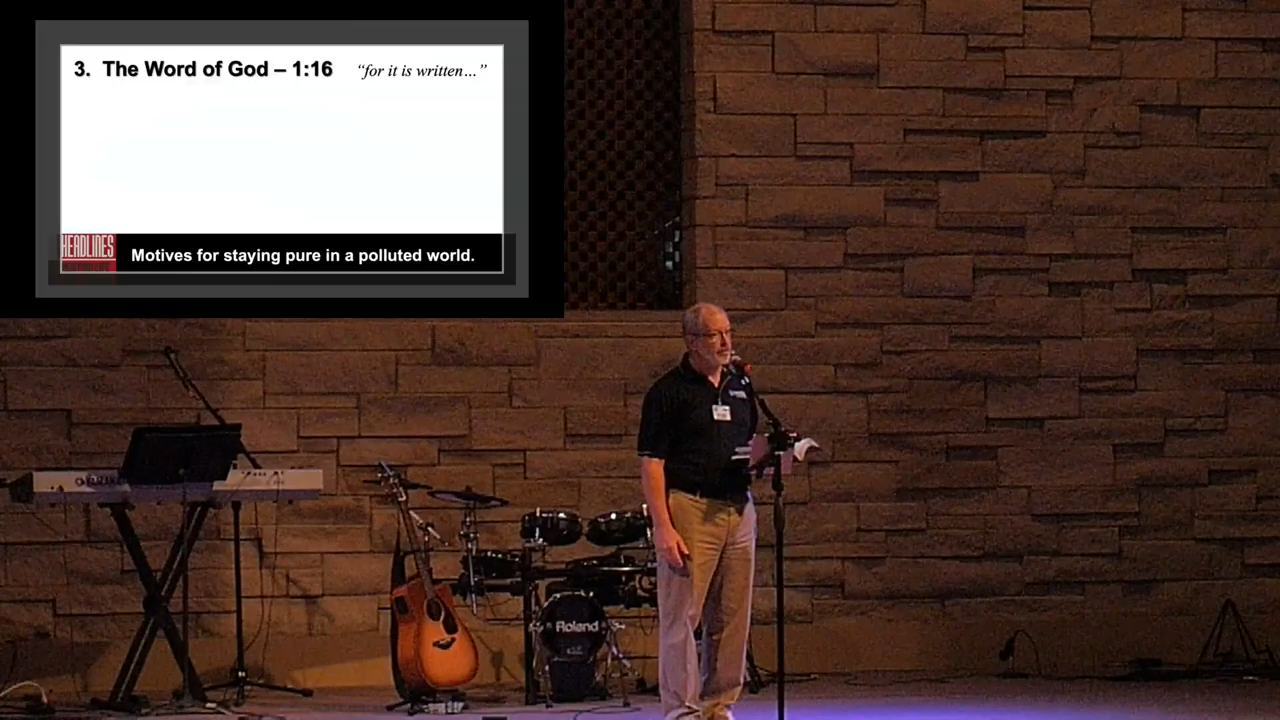 3. The Word of God – 1:16 “for it is written…”
HEADLINES
Motives for staying pure in a polluted world.
YAMAHA
Roland